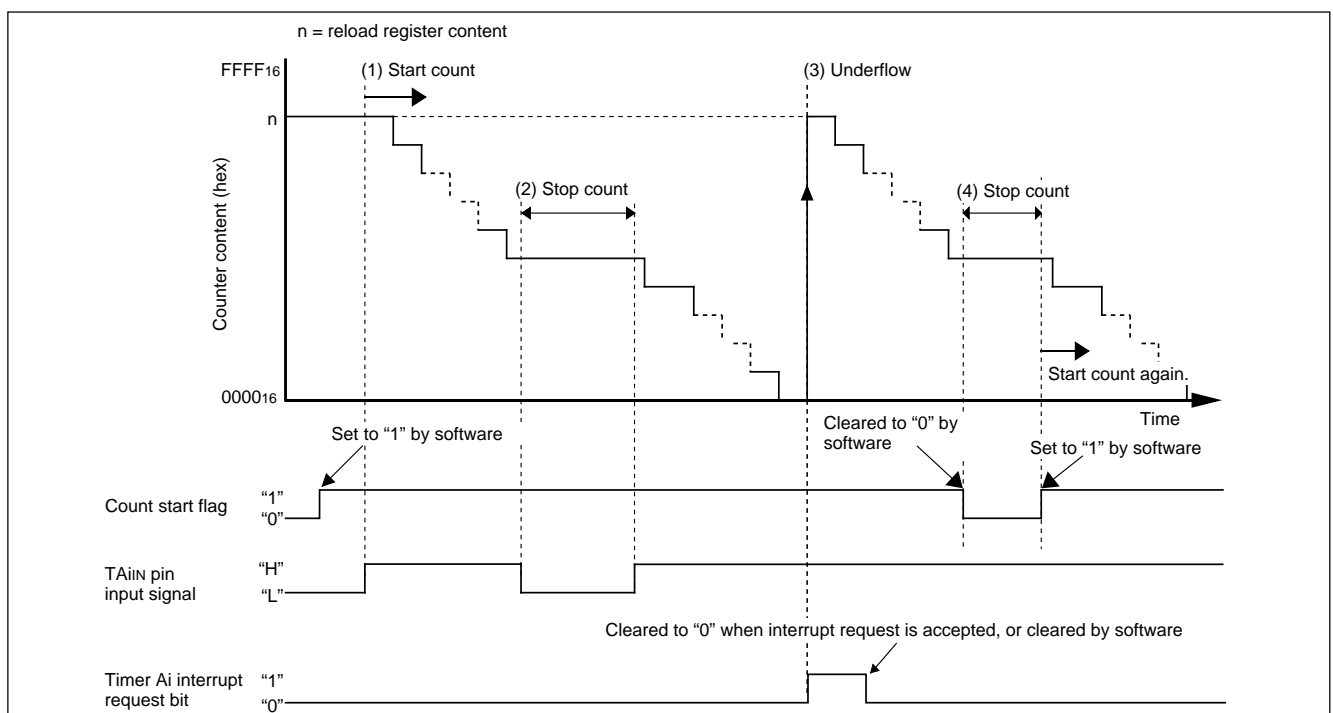 n = reload register content
FFFF16
(1) Start count
(3) Underflow
n
Counter content (hex)
(2) Stop count
(4) Stop count
Start count again.
000016
Time
Set to “1” by software
Cleared to “0” by
software
Set to “1” by software
Count start flag
“1”
“0”
TAiIN pin
input signal
“H”
“L”
Cleared to “0” when interrupt request is accepted, or cleared by software
Timer Ai interrupt
request bit
“1”
“0”